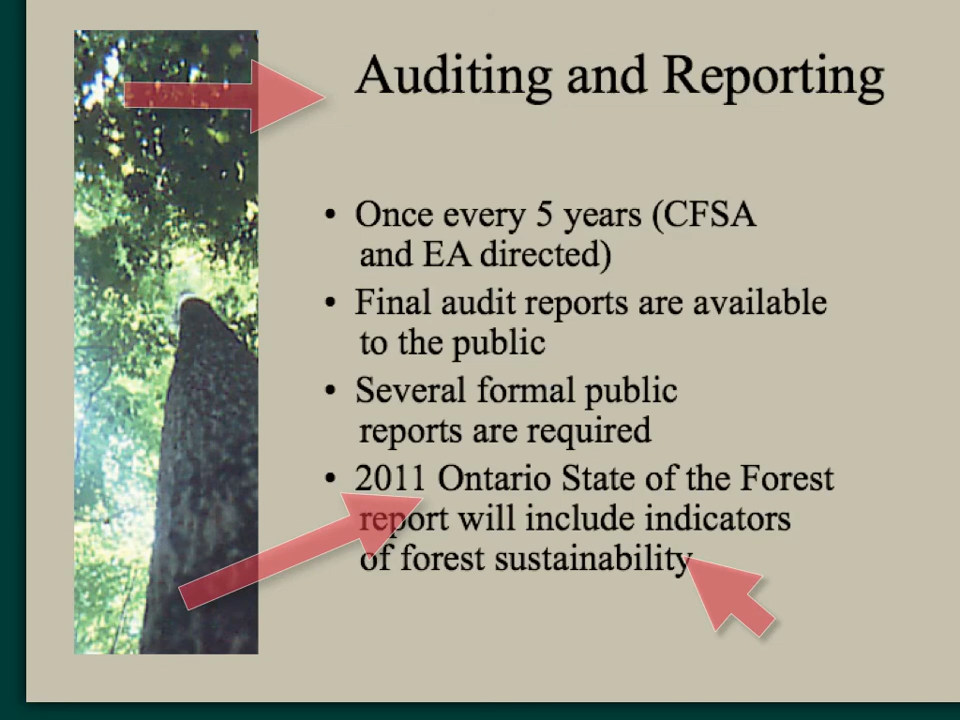 Auditing and Reporting
• Once every 5 years (CFSA
and EA directed)
• Final audit reports are available
to the public
• Several formal public
reports are required
• 2011 Ontario State of the Forest
report will include indicators
of forest sustainability